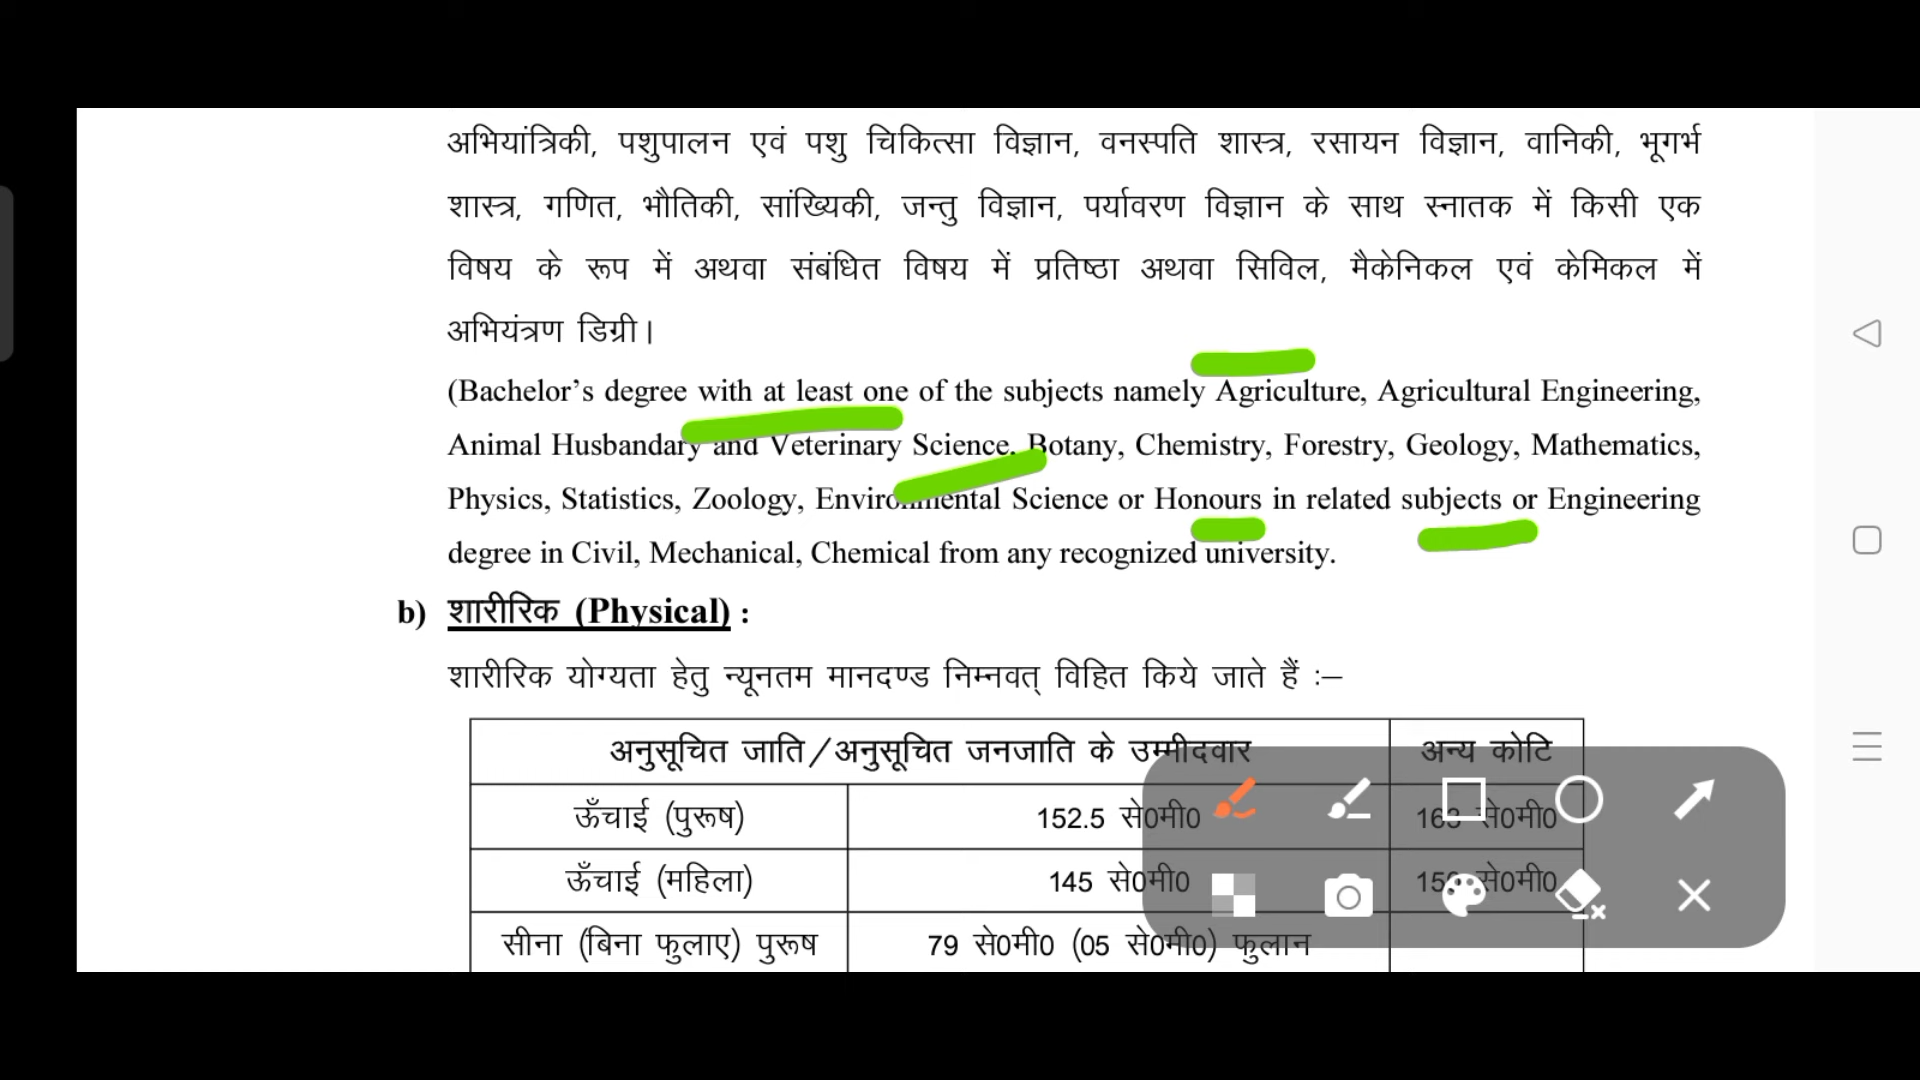 अभियांत्रिकी, पशुपालन एवं पशु चिकित्सा विज्ञान, वनस्पति शास्त्र, रसायन विज्ञान, वानिकी, भूगर्भ
शास्त्र, गणित, भौतिकी, सांख्यिकी, जन्तु विज्ञान, पर्यावरण विज्ञान के साथ स्नातक में किसी एक
विषय के रूप में अथवा संबंधित विषय में प्रतिष्ठा अथवा सिविल, मैकेनिकल एवं केमिकल में
अभियंत्रण डिग्री।
(Bachelor's degree with at least one of the subjects namely Agriculture, Agricultural Engineering,
Animal Husbandary and Veterinary Science, Botany, Chemistry, Forestry, Geology, Mathematics,
Physics, Statistics, Zoology, Environmental Science or Honours in related subjects or Engineering
degree in Civil, Mechanical, Chemical from any recognized university.
b) शारीरिक (Physical) :
शारीरिक योग्यता हेतु न्यूनतम मानदण्ड निम्नवत् विहित किये जाते हैं :–
अनुसूचित जाति/अनुसूचित जनजाति के उम्मीदवार अन्य कोटि
ऊँचाई (पुरूष) 152.5 से0मी0 से0मी0
ऊँचाई (महिला) 145 से0मी0 से0मी0
सीना (बिना फुलाए) पुरूष 79 से0मी0 (05 से0मी0) फुलान